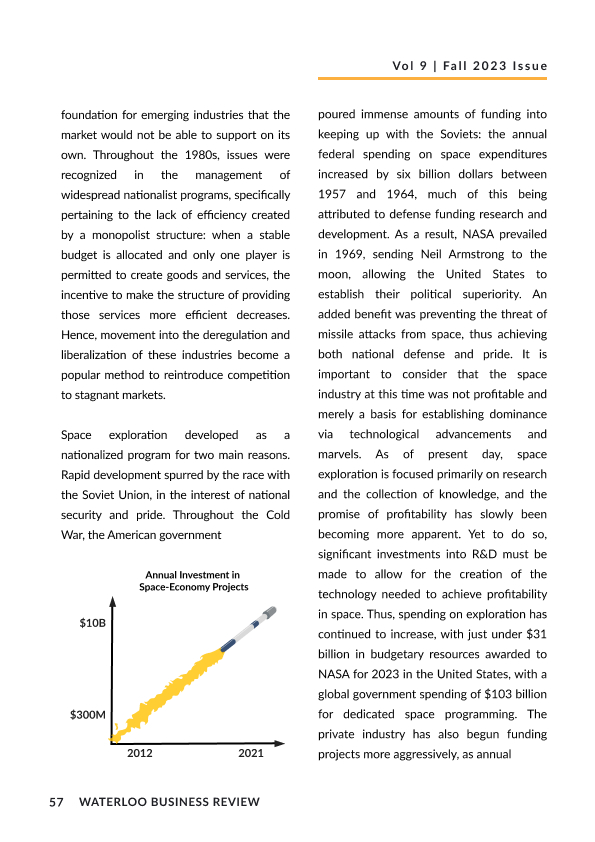 Vol 9 | Fall 2023 Issue
foundation for emerging industries that the
market would not be able to support on its
own. Throughout the 1980s, issues were
recognized in the management of
widespread nationalist programs, specifically
pertaining to the lack of efficiency created
by a monopolist structure: when a stable
budget is allocated and only one player is
permitted to create goods and services, the
incentive to make the structure of providing
those services more efficient decreases.
Hence, movement into the deregulation and
liberalization of these industries become a
popular method to reintroduce competition
to stagnant markets.
Space exploration developed as a
nationalized program for two main reasons.
Rapid development spurred by the race with
the Soviet Union, in the interest of national
security and pride. Throughout the Cold
War, the American government
Annual Investment in
Space-Economy Projects
$10B
$300M
2012 2021
poured immense amounts of funding into
keeping up with the Soviets: the annual
federal spending on space expenditures
increased by six billion dollars between
1957 and 1964, much of this being
attributed to defense funding research and
development. As a result, NASA prevailed
in 1969, sending Neil Armstrong to the
moon, allowing the United States to
establish their political superiority. An
added benefit was preventing the threat of
missile attacks from space, thus achieving
both national defense and pride. It is
important to consider that the space
industry at this time was not profitable and
merely a basis for establishing dominance
via technological advancements and
marvels. As of present day, space
exploration is focused primarily on research
and the collection of knowledge, and the
promise of profitability has slowly been
becoming more apparent. Yet to do so,
significant investments into R&D must be
made to allow for the creation of the
technology needed to achieve profitability
in space. Thus, spending on exploration has
continued to increase, with just under $31
billion in budgetary resources awarded to
NASA for 2023 in the United States, with a
global government spending of $103 billion
for dedicated space programming. The
private industry has also begun funding
projects more aggressively, as annual
57 WATERLOO BUSINESS REVIEW